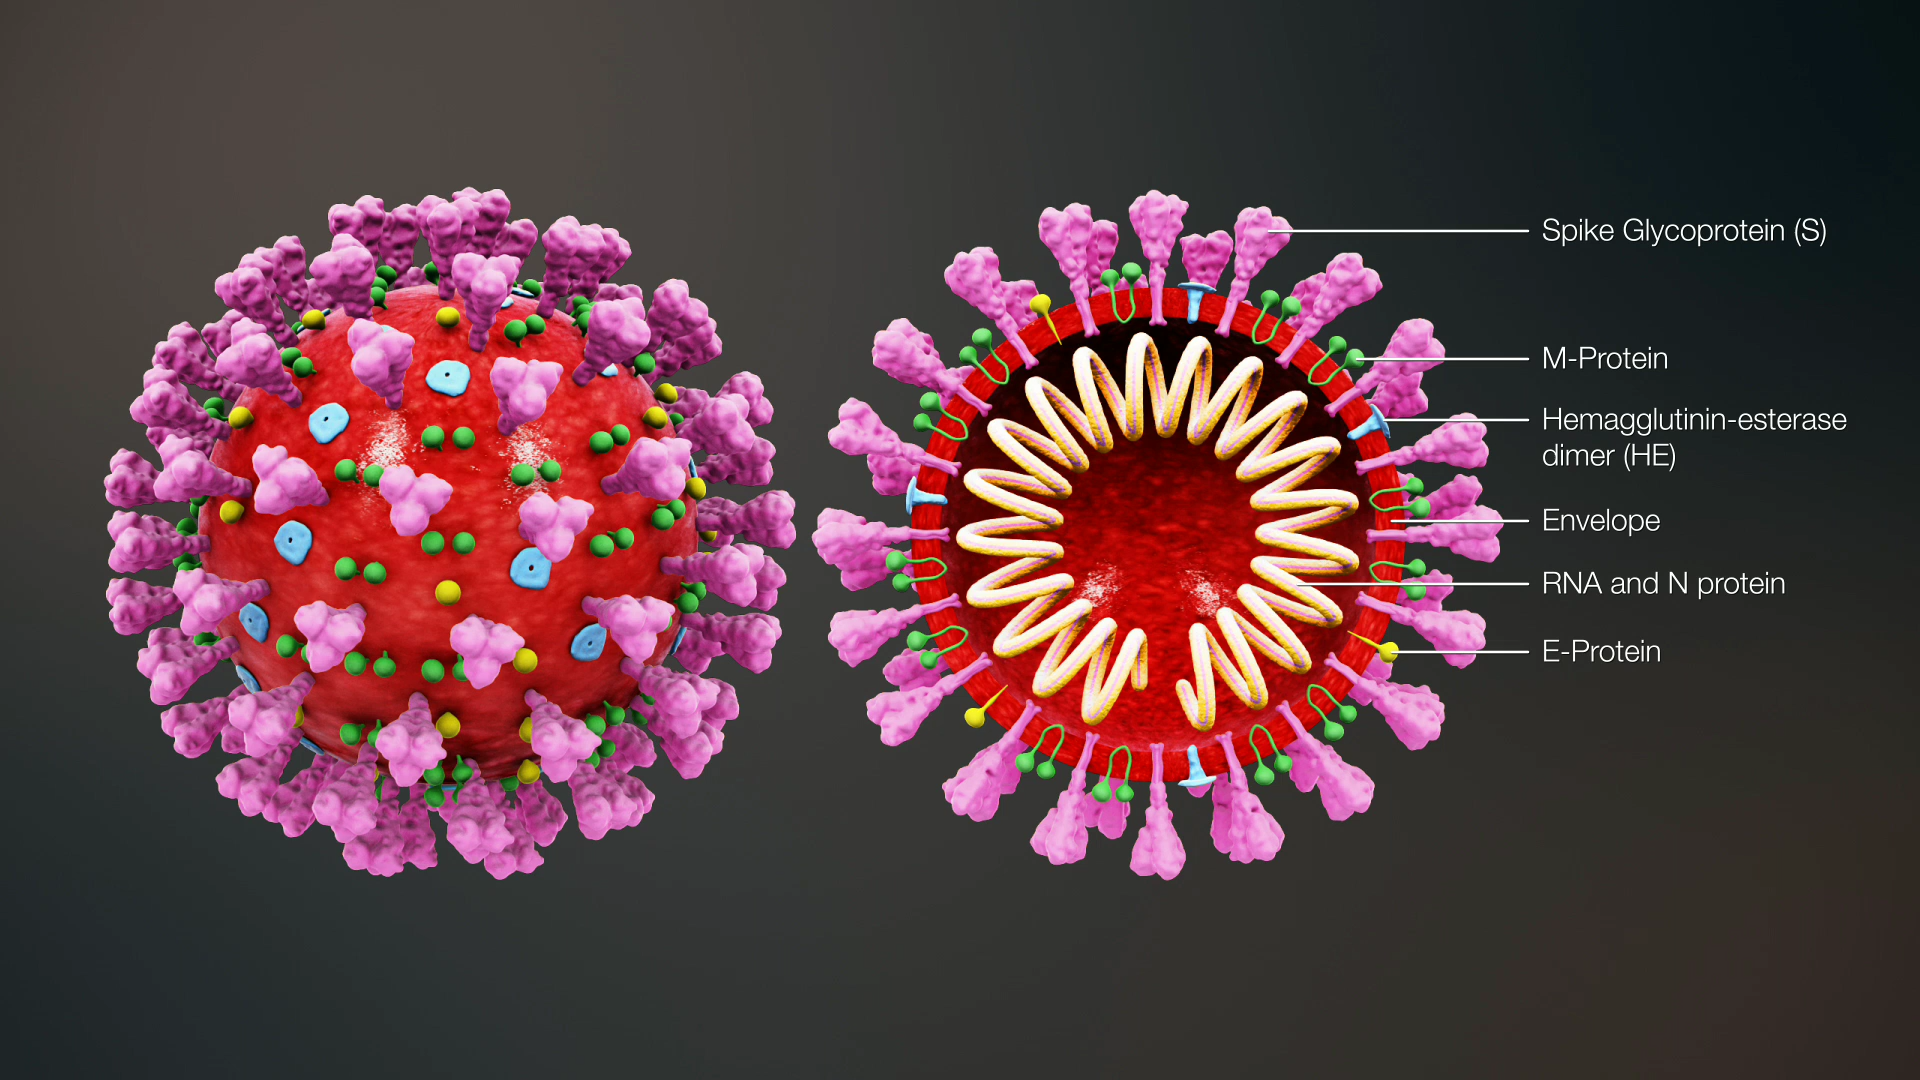 Spike Glycoprotein (S)
M-Protein
Hemagglutinin-esterase
dimer (HE)
Envelope
RNA and N protein
E-Protein